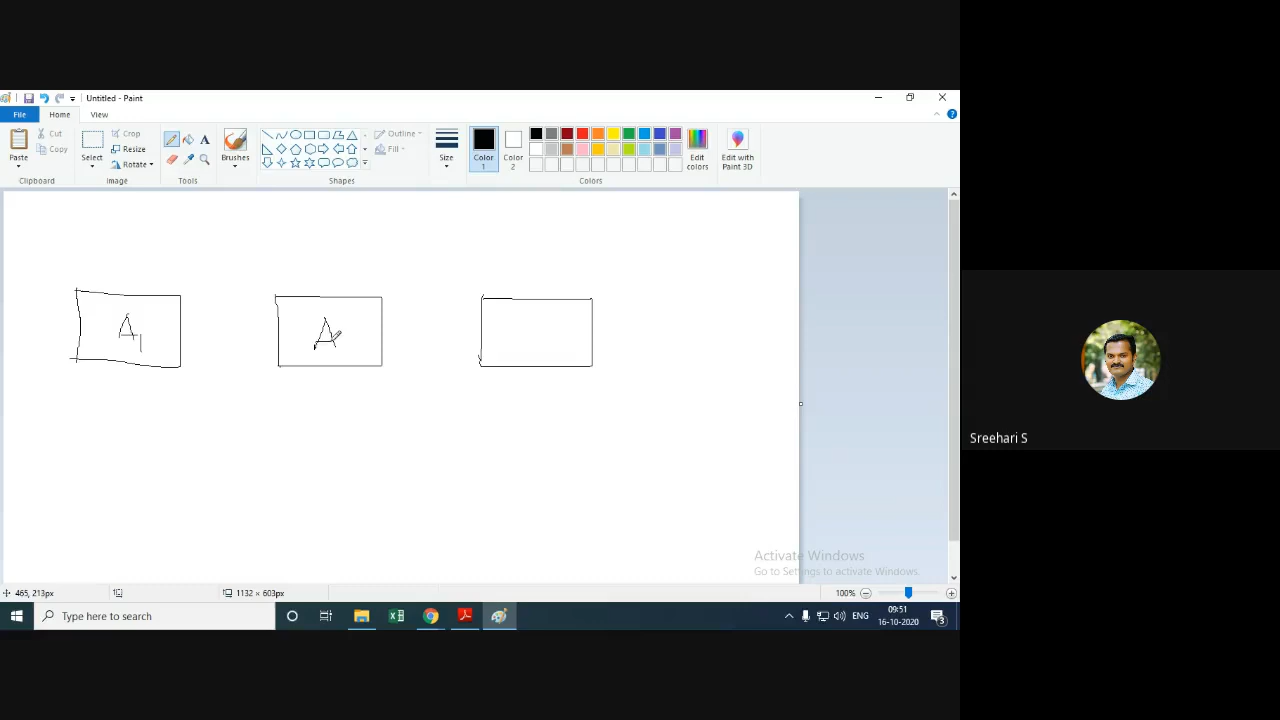 Untitled - Paint
File Home View
Paste Cut Copy Select Crop Resize Rotate Brushes Outline Fill Size Color 1 Color 2 Edit colors Edit with Paint 3D
Clipboard Image Tools Shapes Colors
A1 A
Sreehari S
Activate Windows
Go to Settings to activate Windows.
465, 213px 1132 × 603px 100%
Type here to search ENG 09:51 16-10-2020 3